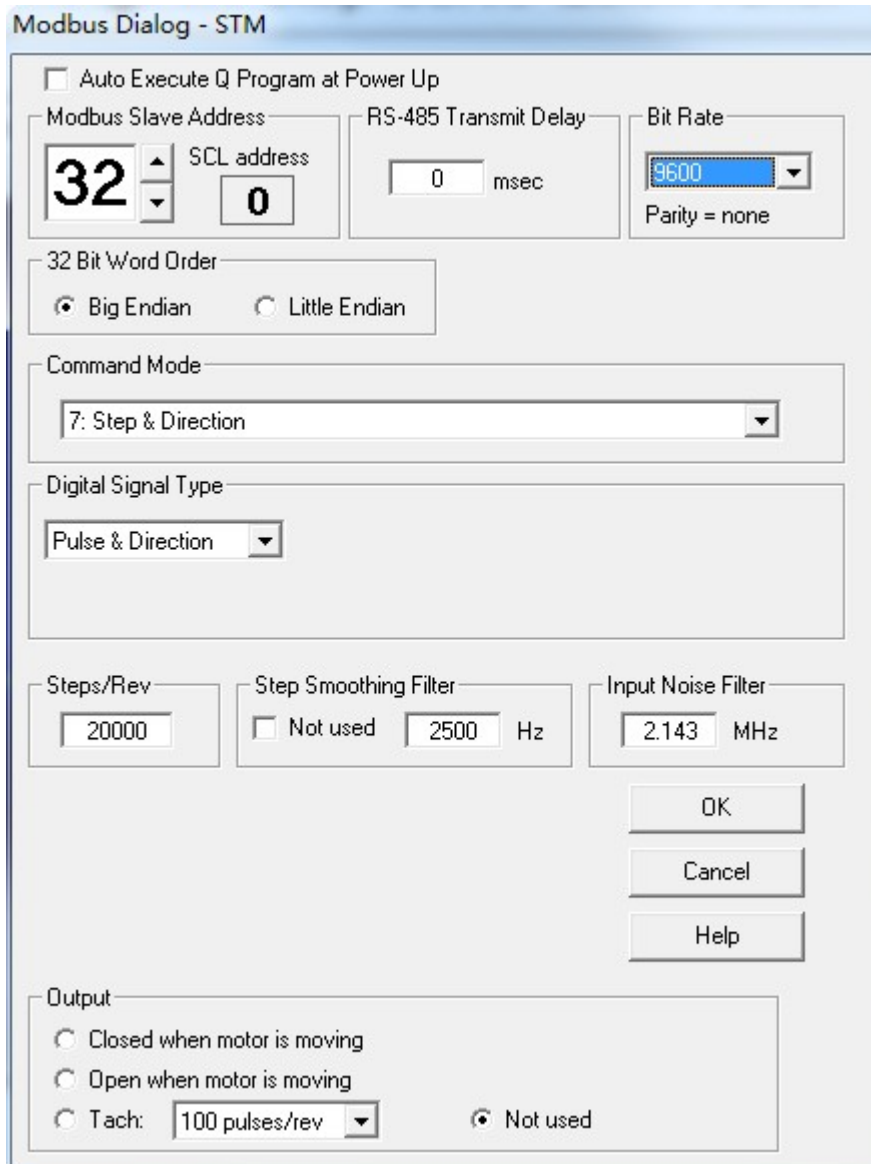 Modbus Dialog - STM
Auto Execute Q Program at Power Up
Modbus Slave Address
32
SCL address
0
RS-485 Transmit Delay
0 msec
Bit Rate
9600
Parity = none
32 Bit Word Order
Big Endian Little Endian
Command Mode
7: Step & Direction
Digital Signal Type
Pulse & Direction
Steps/Rev
20000
Step Smoothing Filter
Not used 2500 Hz
Input Noise Filter
2.143 MHz
OK
Cancel
Help
Output
Closed when motor is moving
Open when motor is moving
Tach: 100 pulses/rev Not used